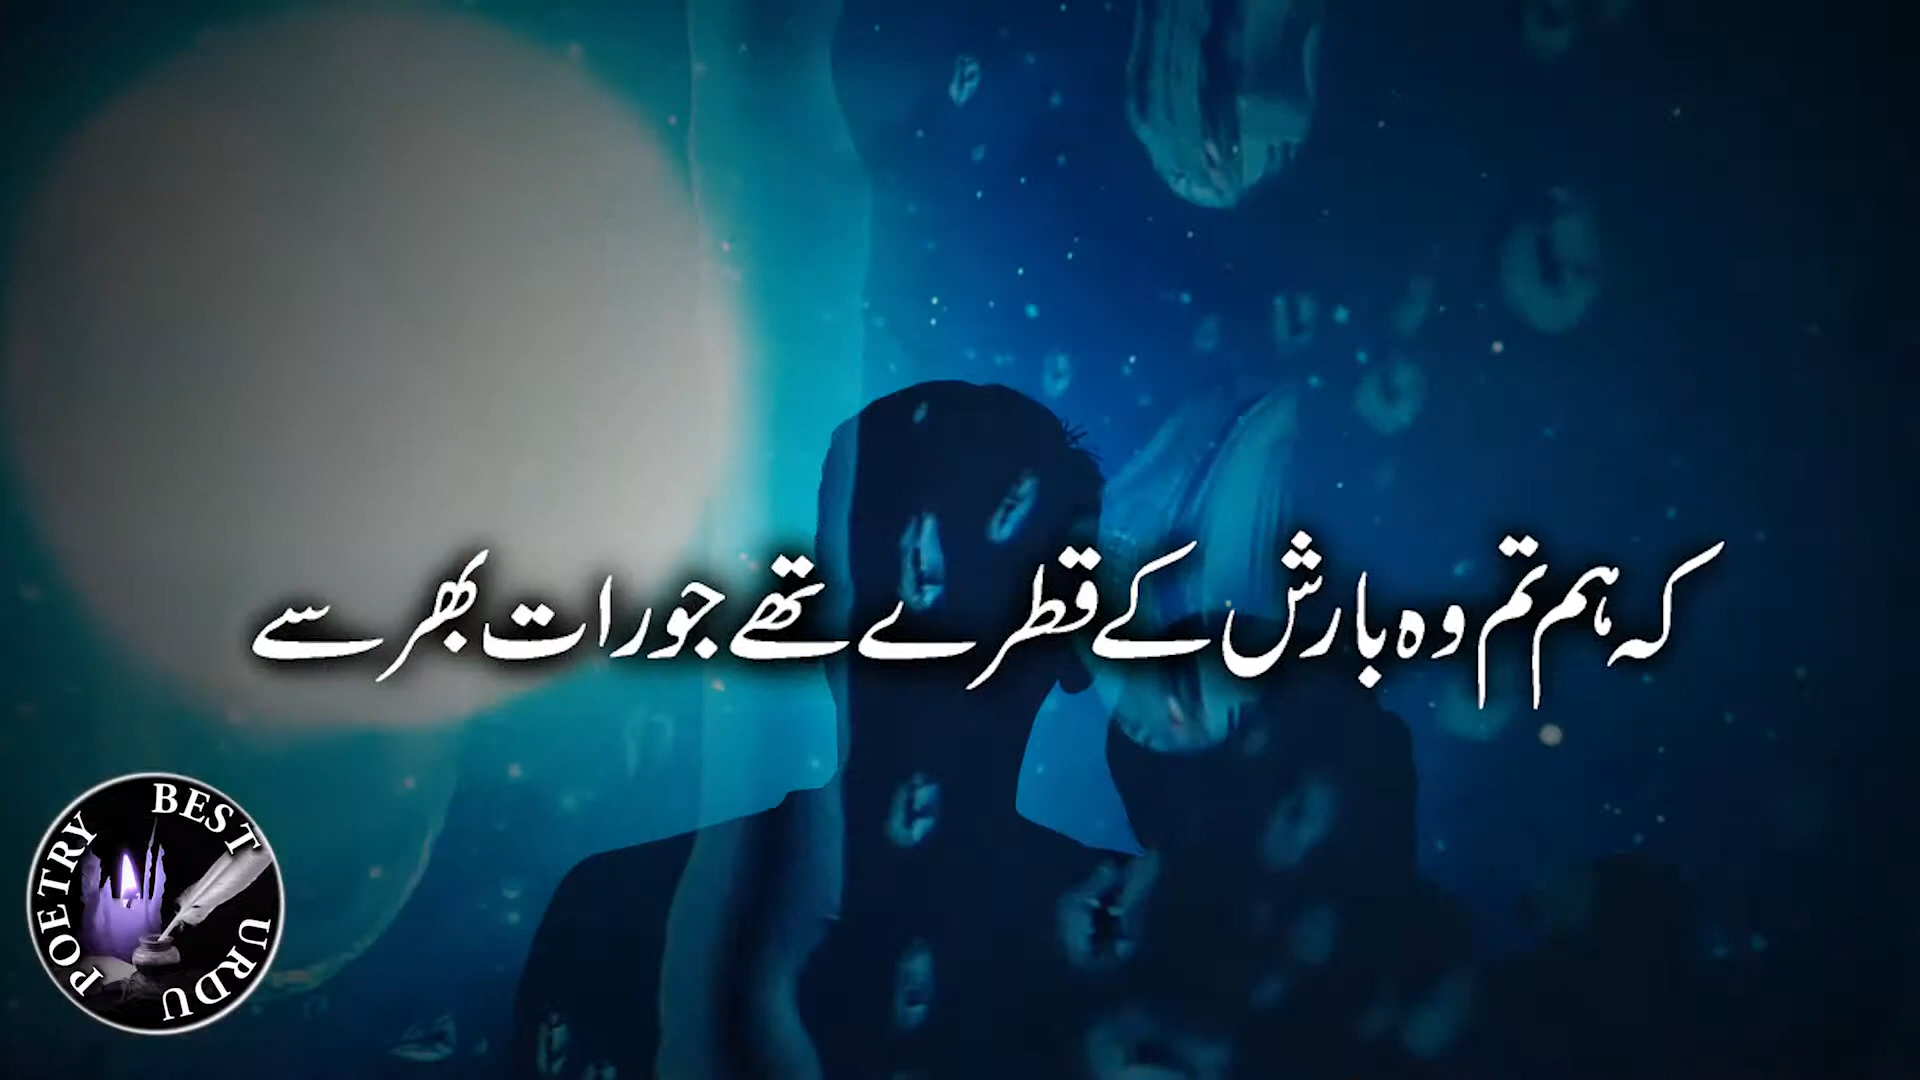 کہ ہم تم وہ بارش کے قطرے تھے جو رات بھر سے
BEST URDU POETRY